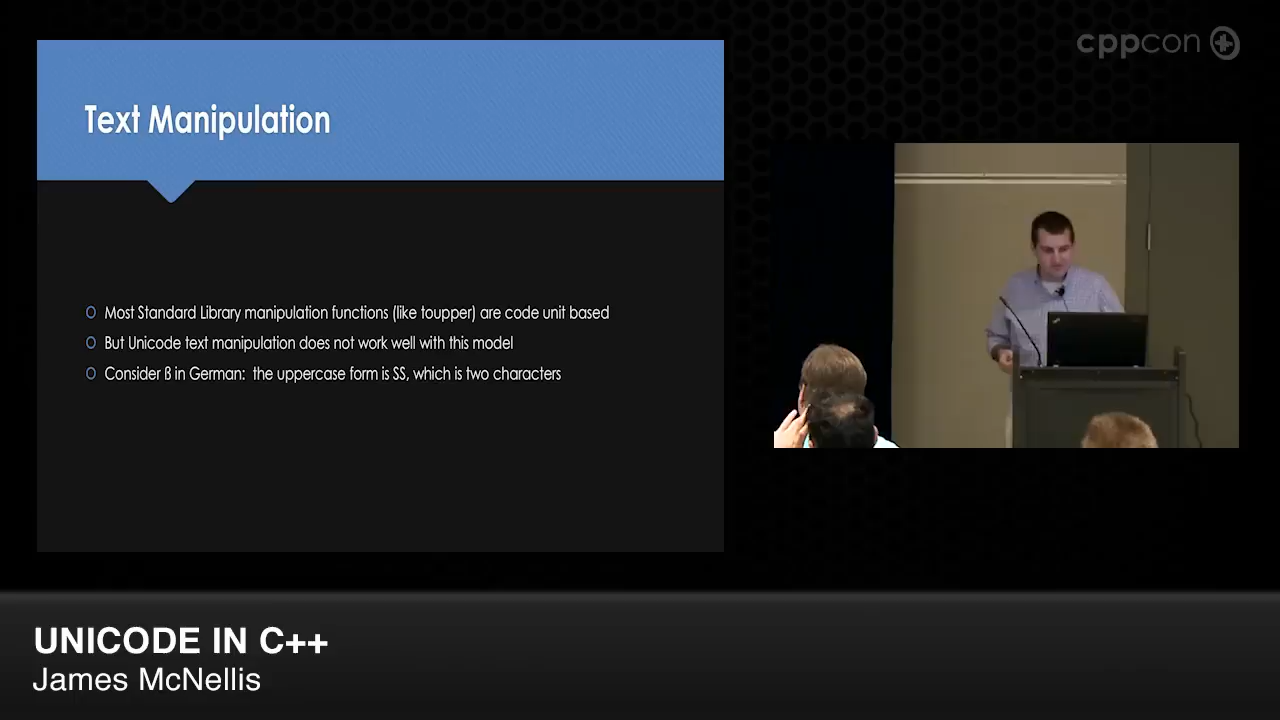 cppcon
Text Manipulation
Most Standard Library manipulation functions (like toupper) are code unit based
But Unicode text manipulation does not work well with this model
Consider ß in German:  the uppercase form is SS, which is two characters
UNICODE IN C++
James McNellis